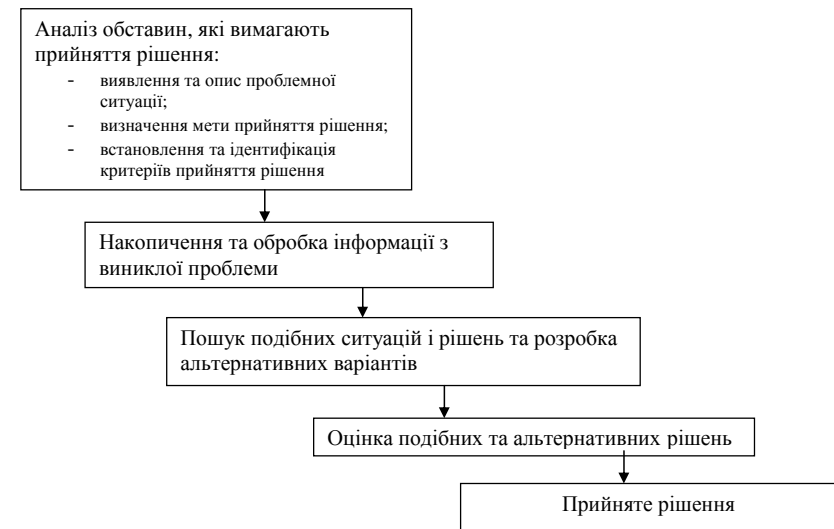 Аналіз обставин, які вимагають
прийняття рішення:
- виявлення та опис проблемної
ситуації;
- визначення мети прийняття рішення;
- встановлення та ідентифікація
критеріїв прийняття рішення
Накопичення та обробка інформації з
виниклої проблеми
Пошук подібних ситуацій і рішень та розробка
альтернативних варіантів
Оцінка подібних та альтернативних рішень
Прийняте рішення